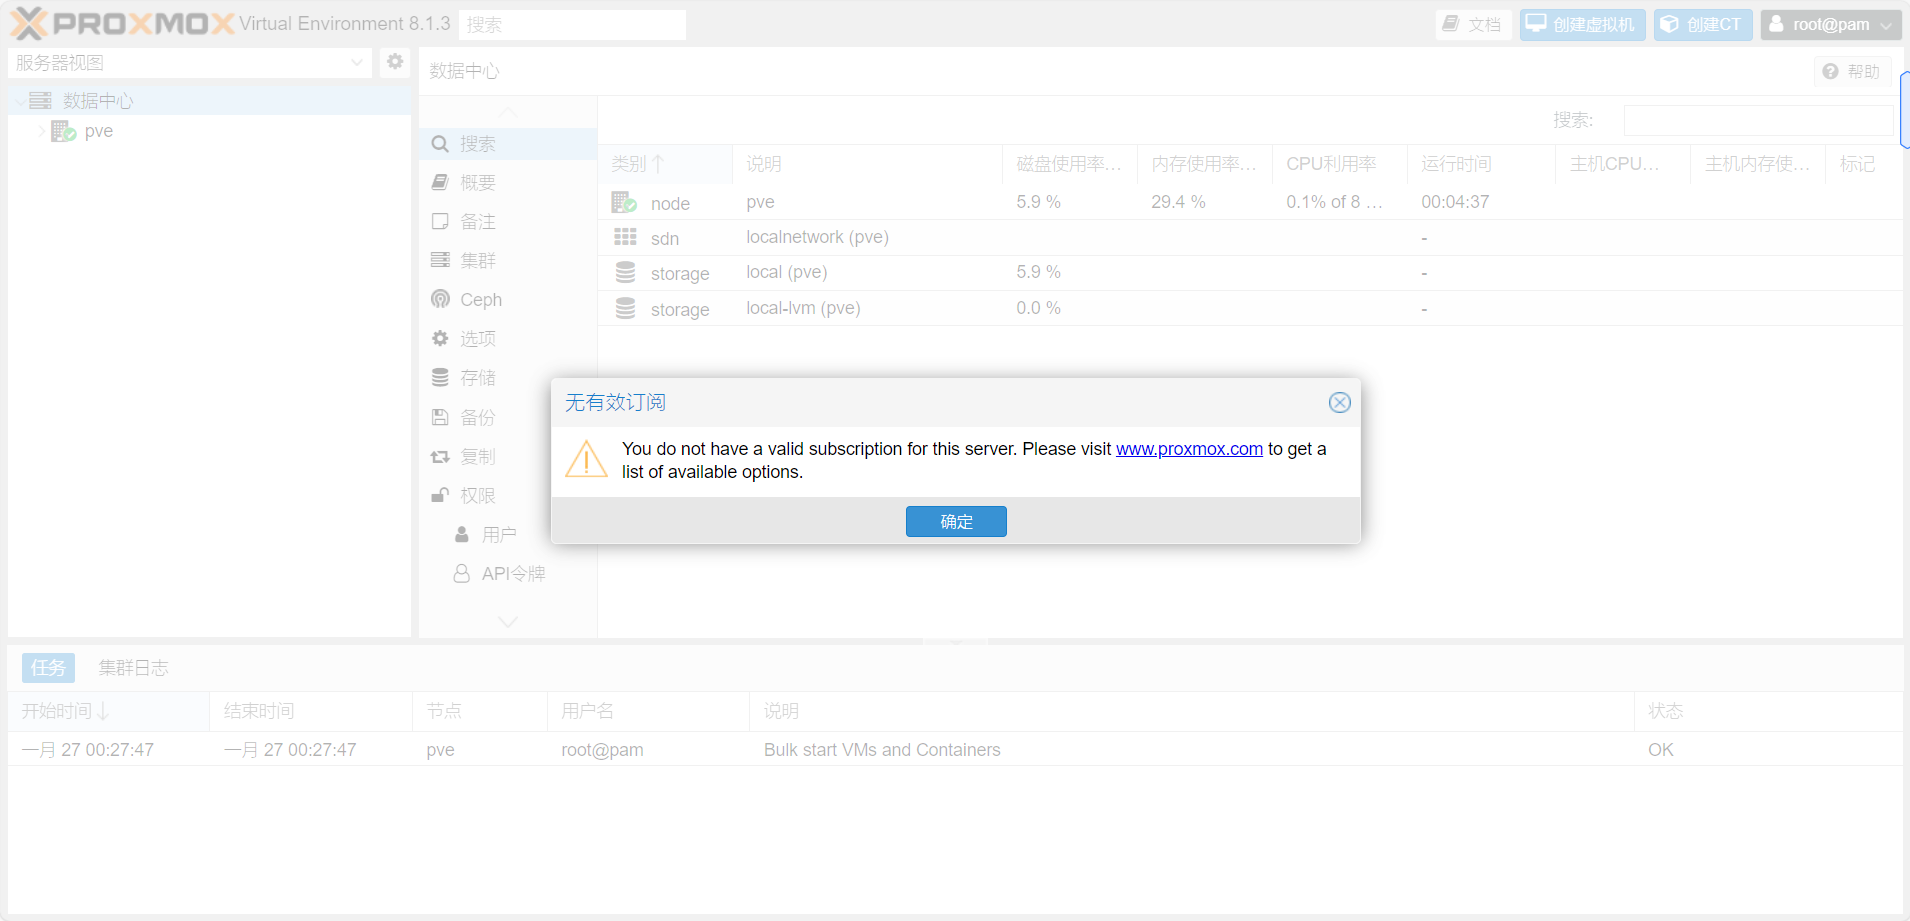 PROXMOX Virtual Environment 8.1.3 搜索 文档 创建虚拟机 创建CT root@pam
服务器视图
数据中心
pve
数据中心 帮助
搜索
概要
备注
集群
Ceph
选项
存储
备份
复制
权限
用户
API令牌
搜索:
类别 说明 磁盘使用率... 内存使用率... CPU利用率 运行时间 主机CPU... 主机内存使... 标记
node pve 5.9 % 29.4 % 0.1% of 8 ... 00:04:37
sdn localnetwork (pve) -
storage local (pve) 5.9 % -
storage local-lvm (pve) 0.0 % -
无有效订阅
You do not have a valid subscription for this server. Please visit www.proxmox.com to get a
list of available options.
确定
任务 集群日志
开始时间 结束时间 节点 用户名 说明 状态
一月 27 00:27:47 一月 27 00:27:47 pve root@pam Bulk start VMs and Containers OK